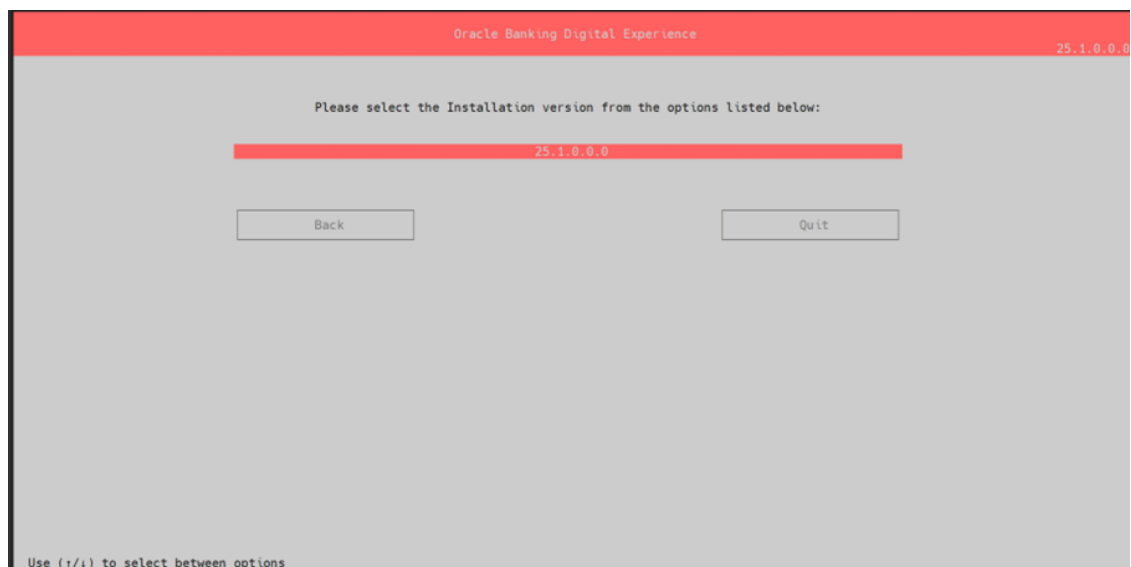 Oracle Banking Digital Experience
25.1.0.0.0
Please select the Installation version from the options listed below:
25.1.0.0.0
Back Quit
Use (↑/↓) to select between options